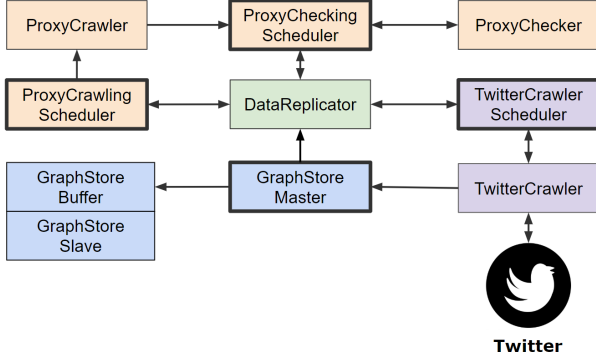 ProxyCrawler
ProxyChecking
Scheduler
ProxyChecker
ProxyCrawling
Scheduler
DataReplicator
TwitterCrawler
Scheduler
GraphStore
Buffer
GraphStore
Master
TwitterCrawler
GraphStore
Slave
Twitter